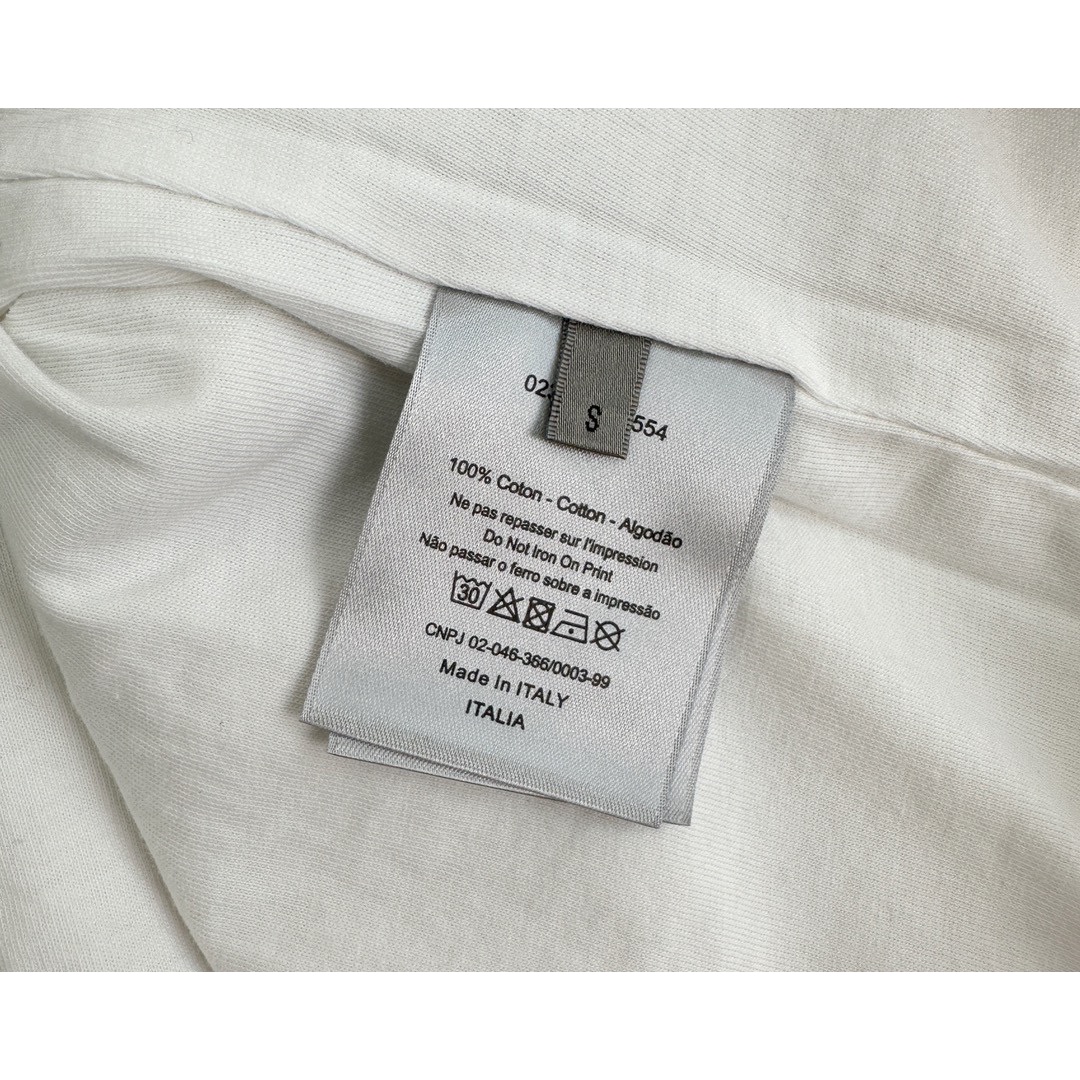 02
S
554
100% Coton - Cotton - Algodão
Ne pas repasser sur l'impression
Do Not Iron On Print
Não passar o ferro sobre a impressão
30
CNPJ 02-046-366/0003-99
Made in ITALY
ITALIA